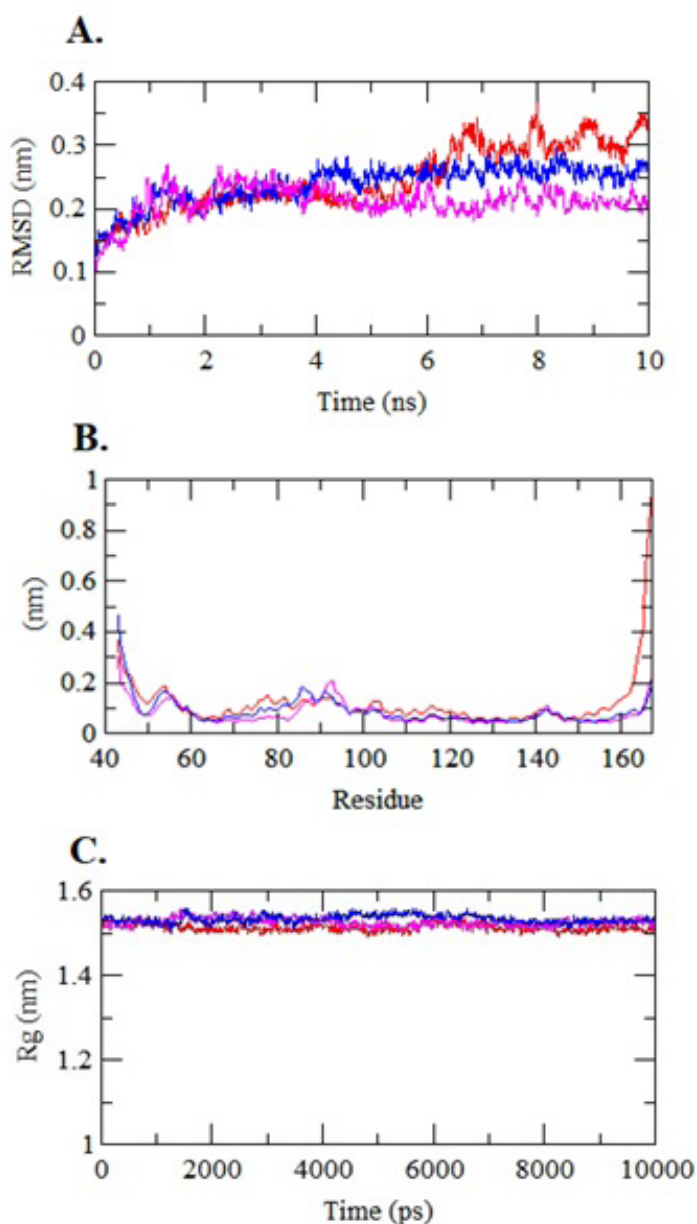 A.
0.4
0.3
0.2
0.1
0
RMSD (nm)
0 2 4 6 8 10
Time (ns)
B.
1
0.8
0.6
0.4
0.2
0
(nm)
40 60 80 100 120 140 160
Residue
C.
1.6
1.4
1.2
1
Rg (nm)
0 2000 4000 6000 8000 10000
Time (ps)